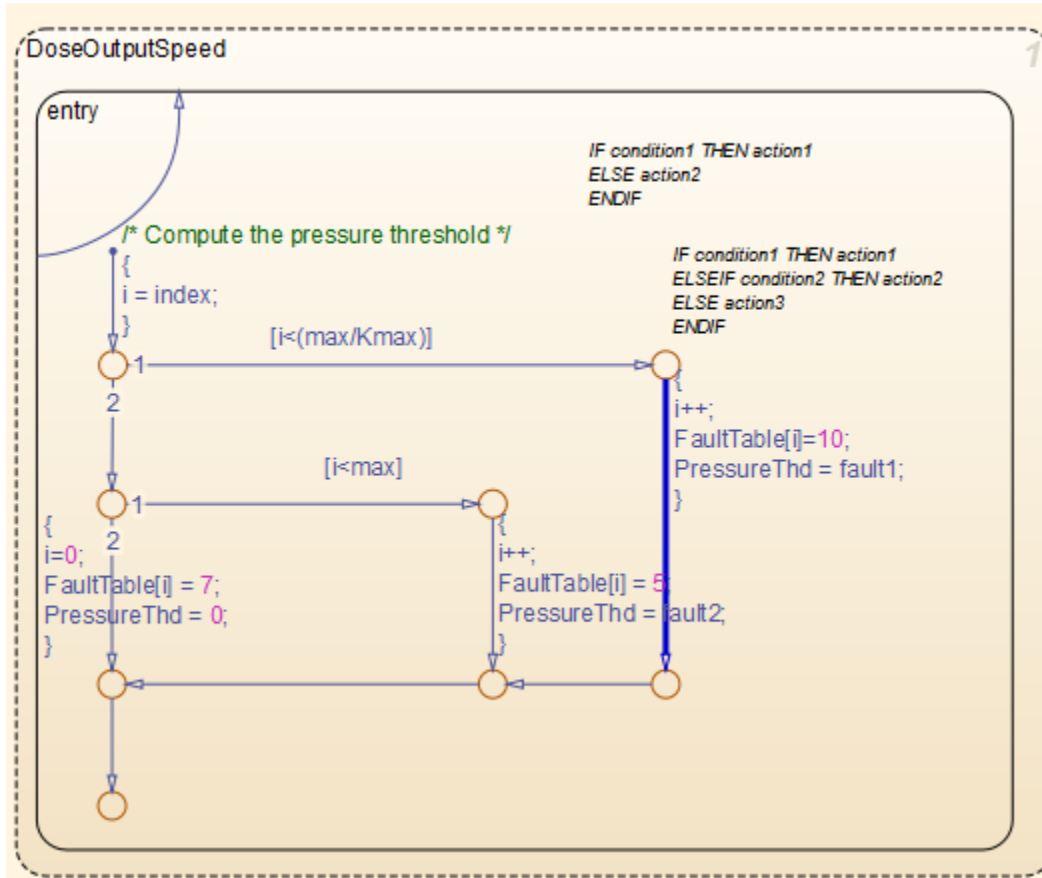 DoseOutputSpeed
1
entry
IF condition1 THEN action1
ELSE action2
ENDIF
/* Compute the pressure threshold */
{
i = index;
}
IF condition1 THEN action1
ELSEIF condition2 THEN action2
ELSE action3
ENDIF
[i<(max/Kmax)]
1
2
{
i++;
FaultTable[i]=10;
PressureThd = fault1;
}
[i<max]
1
2
{
i=0;
FaultTable[i] = 7;
PressureThd = 0;
}
{
i++;
FaultTable[i] = 5;
PressureThd = fault2;
}